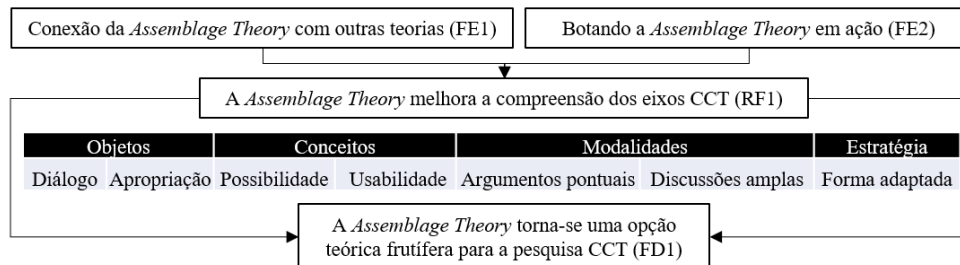 Conexão da Assemblage Theory com outras teorias (FE1)
Botando a Assemblage Theory em ação (FE2)
A Assemblage Theory melhora a compreensão dos eixos CCT (RF1)
Objetos Conceitos Modalidades Estratégia
Diálogo Apropriação Possibilidade Usabilidade Argumentos pontuais Discussões amplas Forma adaptada
A Assemblage Theory torna-se uma opção
teórica frutífera para a pesquisa CCT (FD1)